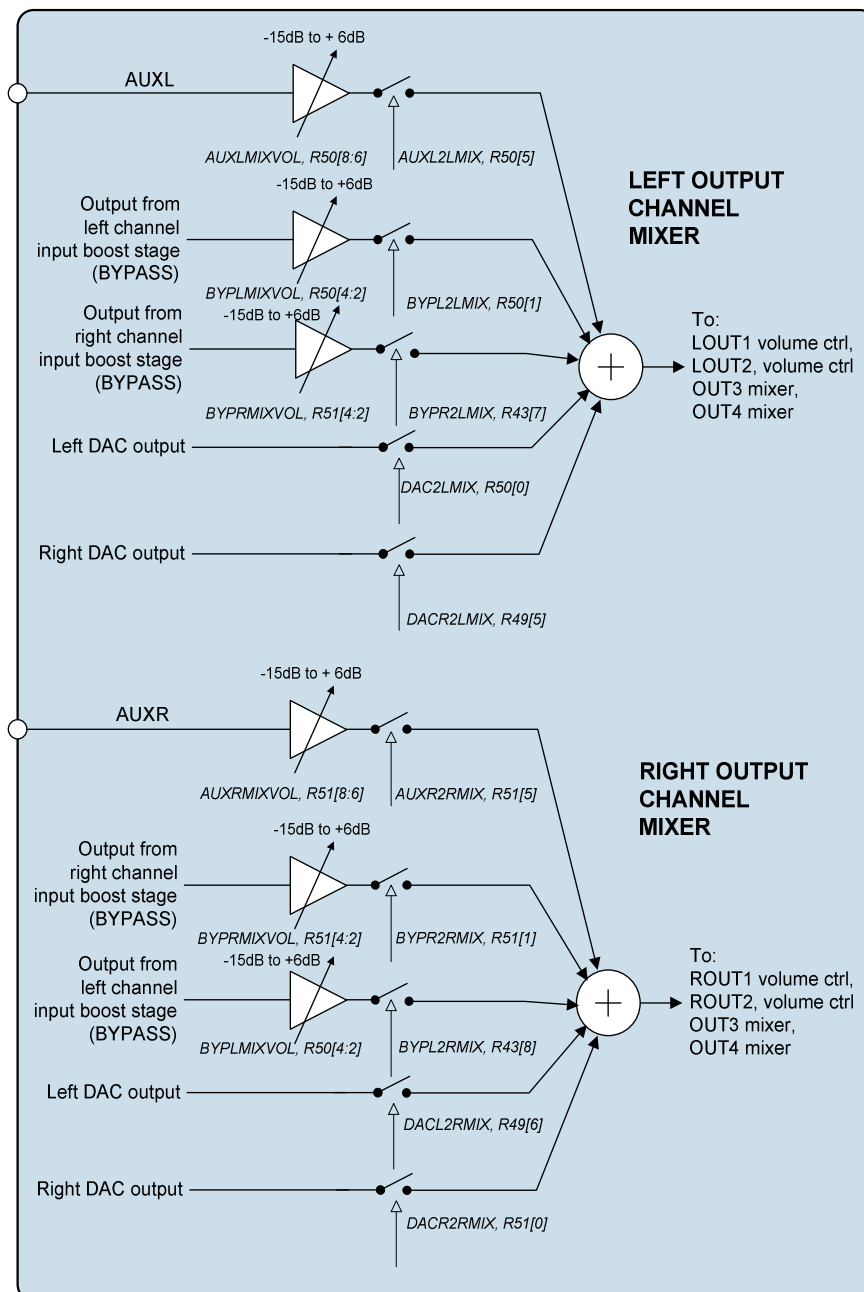 -15dB to + 6dB
AUXL
AUXLMIXVOL, R50[8:6]
AUXL2LMIX, R50[5]
-15dB to +6dB
LEFT OUTPUT
CHANNEL
MIXER
Output from
left channel
input boost stage
(BYPASS)
BYPLMIXVOL, R50[4:2]
BYPL2LMIX, R50[1]
-15dB to +6dB
Output from
right channel
input boost stage
(BYPASS)
To:
LOUT1 volume ctrl,
LOUT2, volume ctrl
OUT3 mixer,
OUT4 mixer
BYPRMIXVOL, R51[4:2]
BYPR2LMIX, R43[7]
Left DAC output
DAC2LMIX, R50[0]
Right DAC output
DACR2LMIX, R49[5]
-15dB to + 6dB
AUXR
AUXRMIXVOL, R51[8:6]
AUXR2RMIX, R51[5]
RIGHT OUTPUT
CHANNEL
MIXER
-15dB to +6dB
Output from
right channel
input boost stage
(BYPASS)
BYPRMIXVOL, R51[4:2]
BYPR2RMIX, R51[1]
-15dB to +6dB
Output from
left channel
input boost stage
(BYPASS)
To:
ROUT1 volume ctrl,
ROUT2, volume ctrl
OUT3 mixer,
OUT4 mixer
BYPLMIXVOL, R50[4:2]
BYPL2RMIX, R43[8]
Left DAC output
DACL2RMIX, R49[6]
Right DAC output
DACR2RMIX, R51[0]